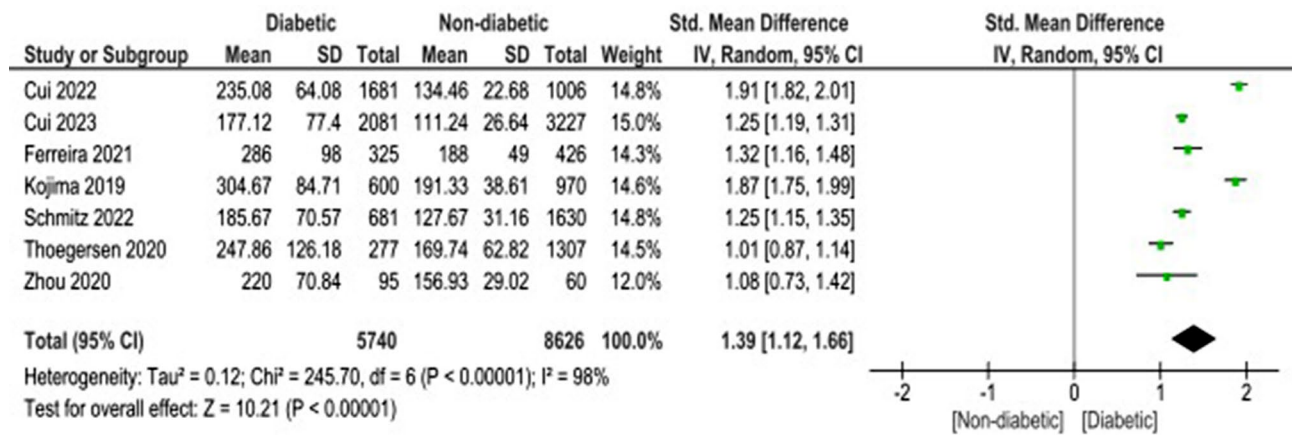 Diabetic Non-diabetic Std. Mean Difference Std. Mean Difference
Study or Subgroup Mean SD Total Mean SD Total Weight IV, Random, 95% CI IV, Random, 95% CI
Cui 2022 235.08 64.08 1681 134.46 22.68 1006 14.8% 1.91 [1.82, 2.01]
Cui 2023 177.12 77.4 2081 111.24 26.64 3227 15.0% 1.25 [1.19, 1.31]
Ferreira 2021 286 98 325 188 49 426 14.3% 1.32 [1.16, 1.48]
Kojima 2019 304.67 84.71 600 191.33 38.61 970 14.6% 1.87 [1.75, 1.99]
Schmitz 2022 185.67 70.57 681 127.67 31.16 1630 14.8% 1.25 [1.15, 1.35]
Thoegersen 2020 247.86 126.18 277 169.74 62.82 1307 14.5% 1.01 [0.87, 1.14]
Zhou 2020 220 70.84 95 156.93 29.02 60 12.0% 1.08 [0.73, 1.42]
Total (95% CI) 5740 8626 100.0% 1.39 [1.12, 1.66]
Heterogeneity: Tau² = 0.12; Chi² = 245.70, df = 6 (P < 0.00001); I² = 98%
Test for overall effect: Z = 10.21 (P < 0.00001)
-2 -1 0 1 2
[Non-diabetic] [Diabetic]